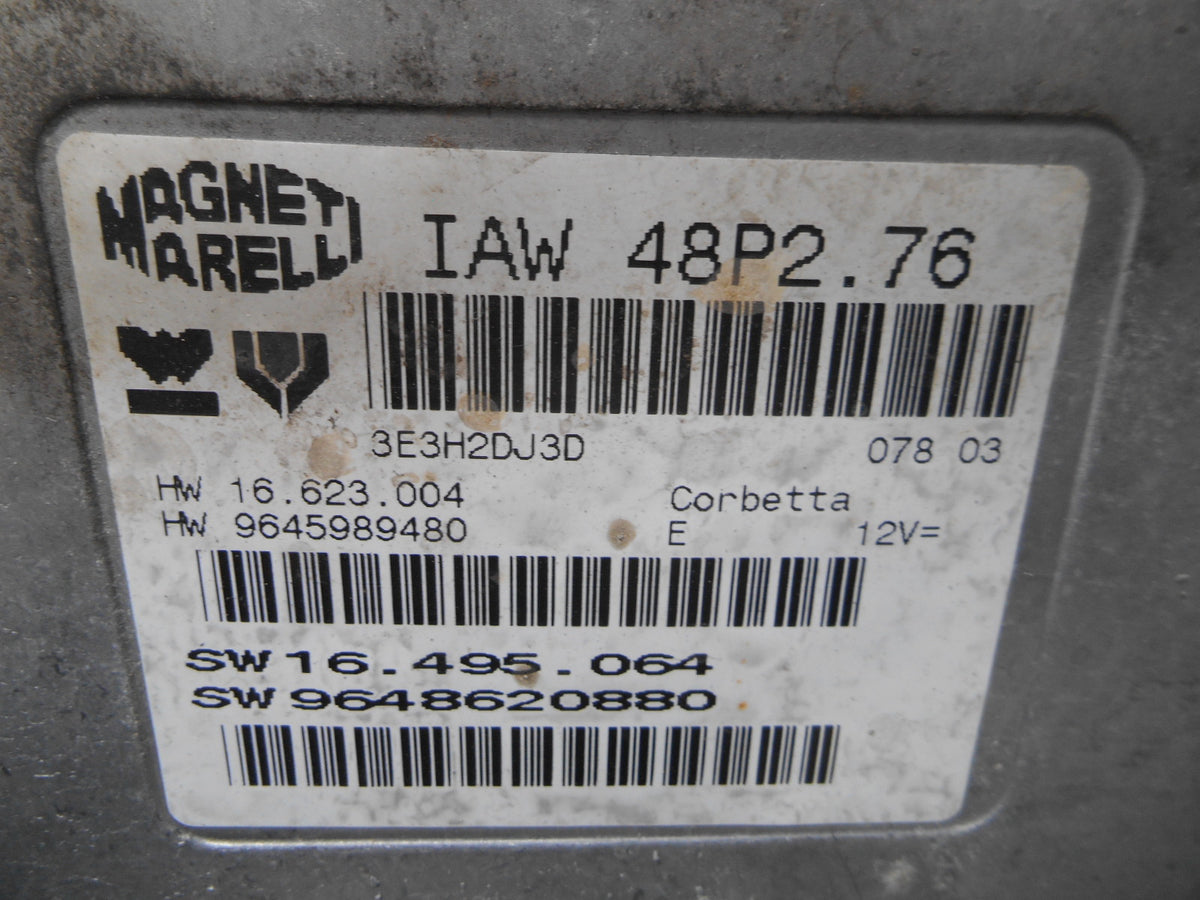 MAGNETI
MARELLI
IAW 48P2.76
3E3H2DJ3D 078 03
HW 16.623.004 Corbetta
HW 9645989480 E 12V=
SW 16.495.064
SW 9648620880